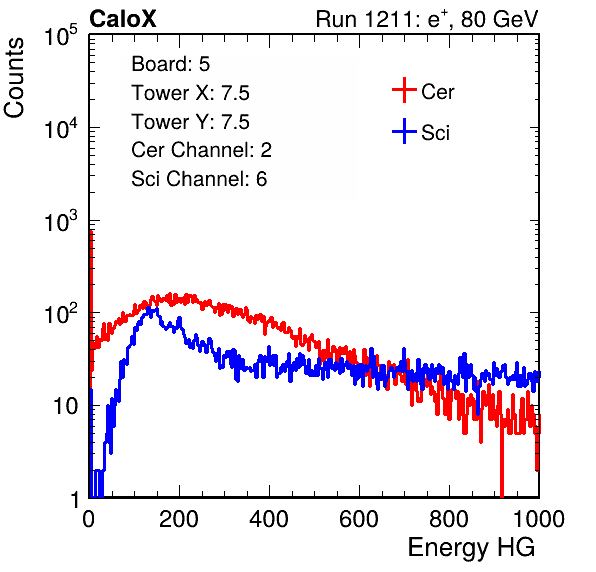 CaloX Run 1211: e⁺, 80 GeV
Counts
Board: 5
Tower X: 7.5
Tower Y: 7.5
Cer Channel: 2
Sci Channel: 6
Cer
Sci
10⁵
10⁴
10³
10²
10
1
0 200 400 600 800 1000
Energy HG